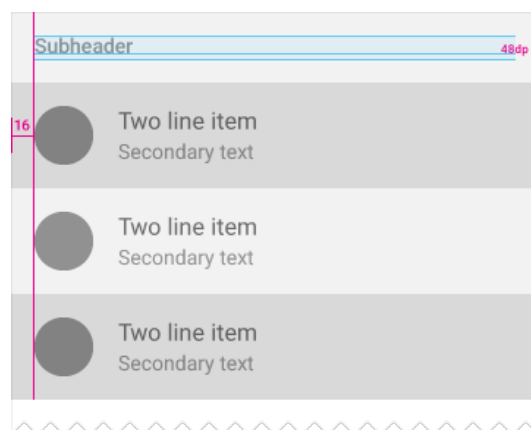 Subheader
48dp
16
Two line item
Secondary text
Two line item
Secondary text
Two line item
Secondary text